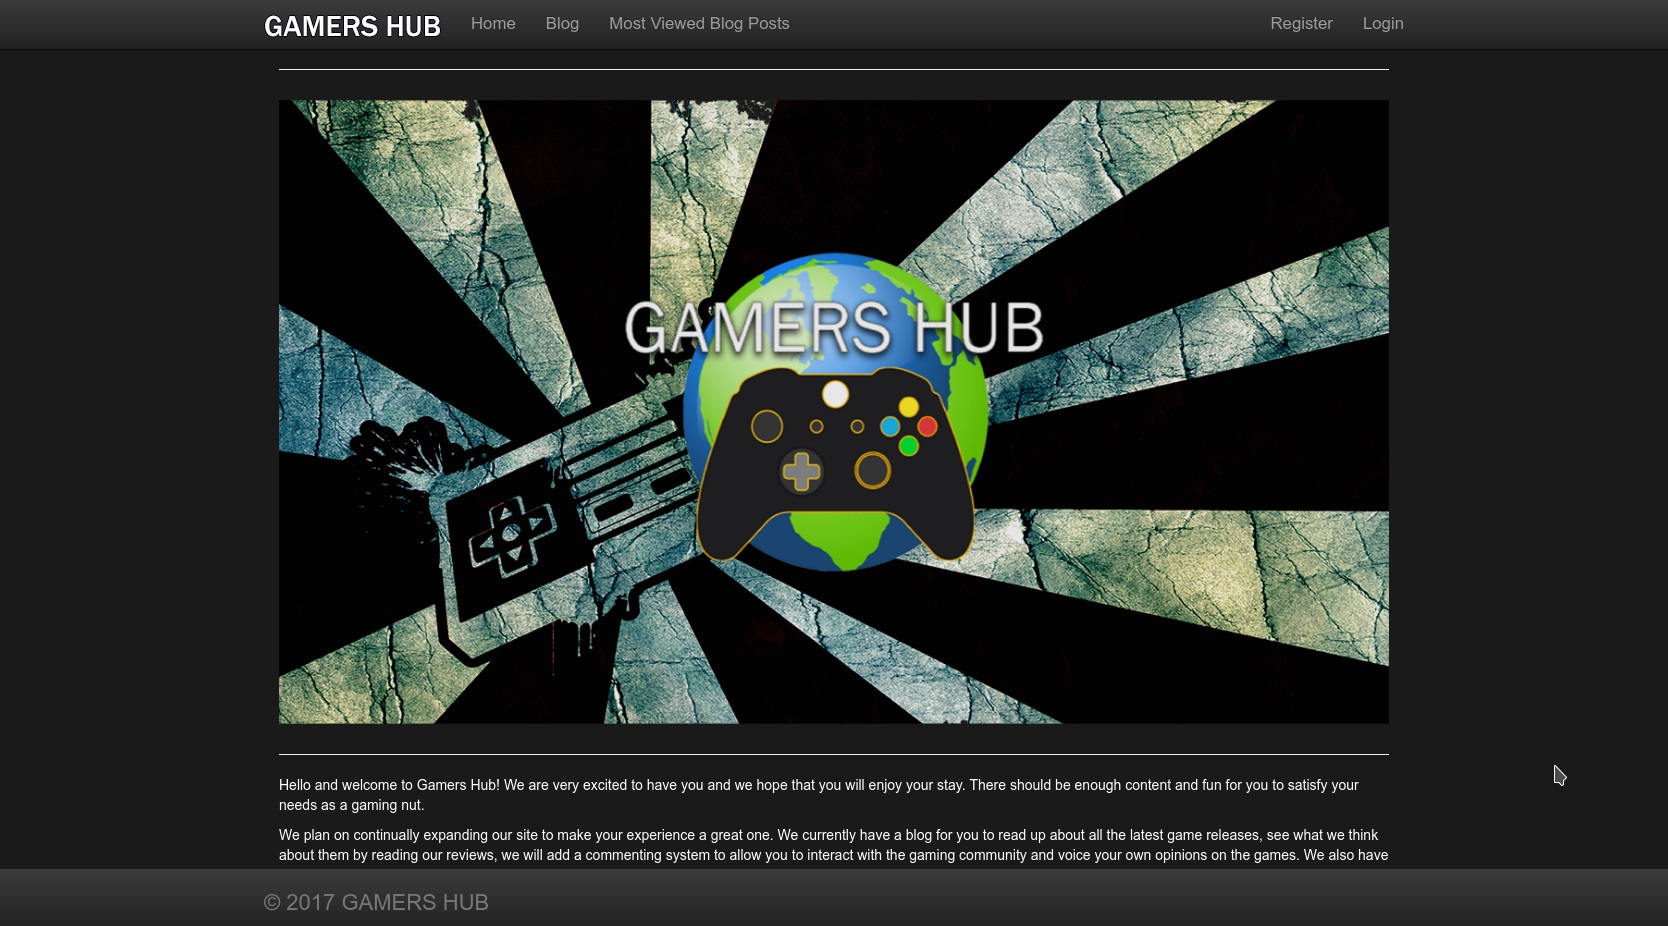 GAMERS HUB Home Blog Most Viewed Blog Posts Register Login
GAMERS HUB
Hello and welcome to Gamers Hub! We are very excited to have you and we hope that you will enjoy your stay. There should be enough content and fun for you to satisfy your
needs as a gaming nut.
We plan on continually expanding our site to make your experience a great one. We currently have a blog for you to read up about all the latest game releases, see what we think
about them by reading our reviews, we will add a commenting system to allow you to interact with the gaming community and voice your own opinions on the games. We also have
© 2017 GAMERS HUB